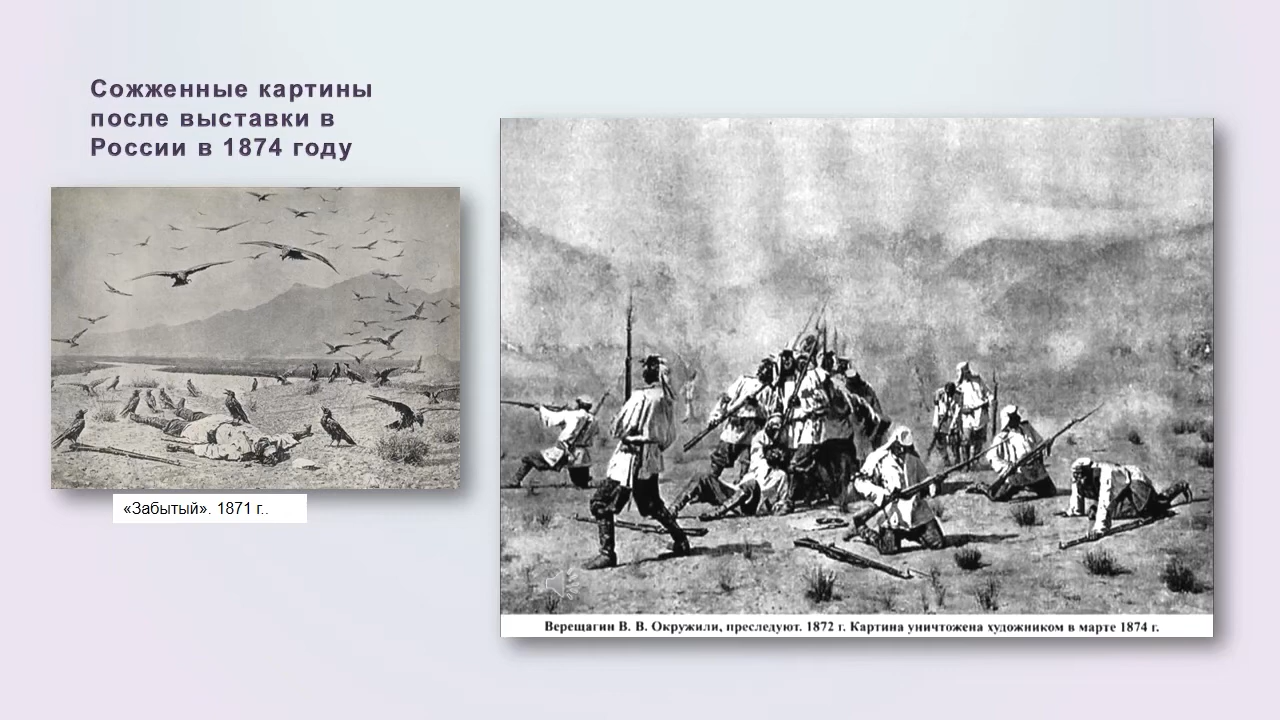 Сожженные картины
после выставки в
России в 1874 году
«Забытый». 1871 г..
Верещагин В. В. Окружили, преследуют. 1872 г. Картина уничтожена художником в марте 1874 г.